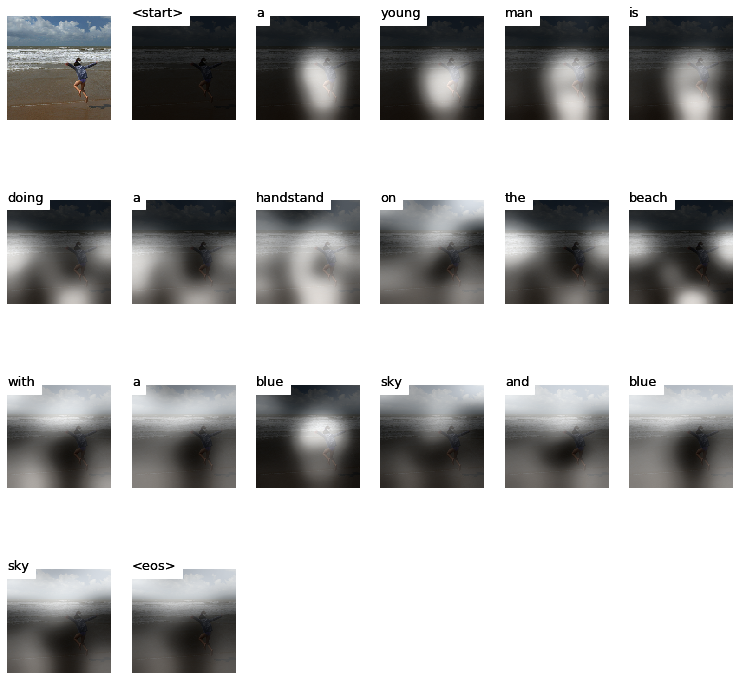 <start> a young man is
doing a handstand on the beach
with a blue sky and blue
sky <eos>